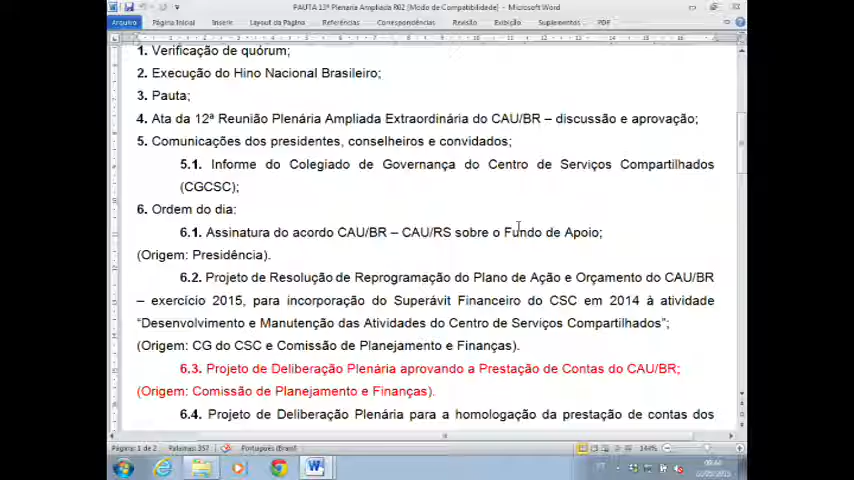 PAUTA 13ª Plenaria Ampliada R02 [Modo de Compatibilidade] - Microsoft Word
Arquivo Página Inicial Inserir Layout da Página Referências Correspondências Revisão Exibição Suplementos PDF
1. Verificação de quórum;
2. Execução do Hino Nacional Brasileiro;
3. Pauta;
4. Ata da 12ª Reunião Plenária Ampliada Extraordinária do CAU/BR – discussão e aprovação;
5. Comunicações dos presidentes, conselheiros e convidados;
5.1. Informe do Colegiado de Governança do Centro de Serviços Compartilhados
(CGCSC);
6. Ordem do dia:
6.1. Assinatura do acordo CAU/BR – CAU/RS sobre o Fundo de Apoio;
(Origem: Presidência).
6.2. Projeto de Resolução de Reprogramação do Plano de Ação e Orçamento do CAU/BR
– exercício 2015, para incorporação do Superávit Financeiro do CSC em 2014 à atividade
“Desenvolvimento e Manutenção das Atividades do Centro de Serviços Compartilhados”;
(Origem: CG do CSC e Comissão de Planejamento e Finanças).
6.3. Projeto de Deliberação Plenária aprovando a Prestação de Contas do CAU/BR;
(Origem: Comissão de Planejamento e Finanças).
6.4. Projeto de Deliberação Plenária para a homologação da prestação de contas dos
Página: 1 de 2 Palavras: 357 Português (Brasil) 144%
PT